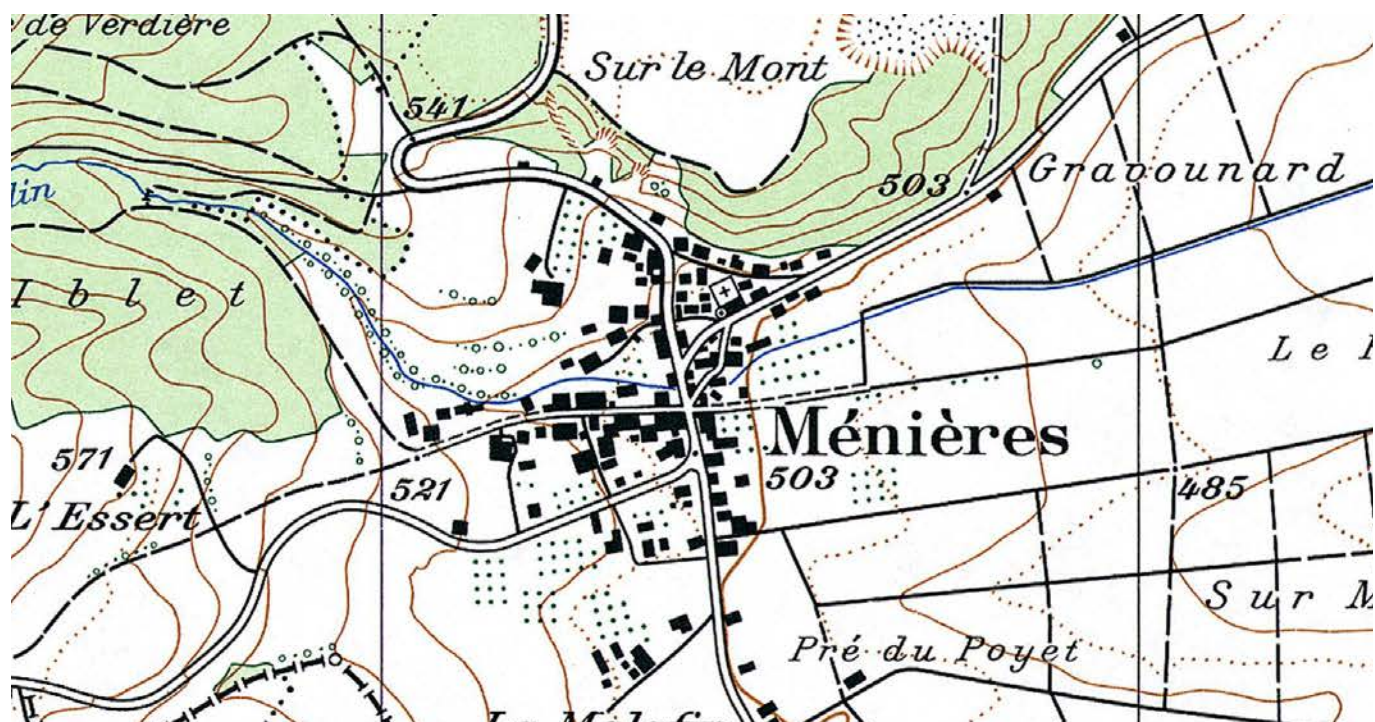 de Verdière
Sur le Mont
541
503
Gravounard
Iblet
Le
Ménières
571
521
503
485
L'Essert
Sur
Pré du Poyet